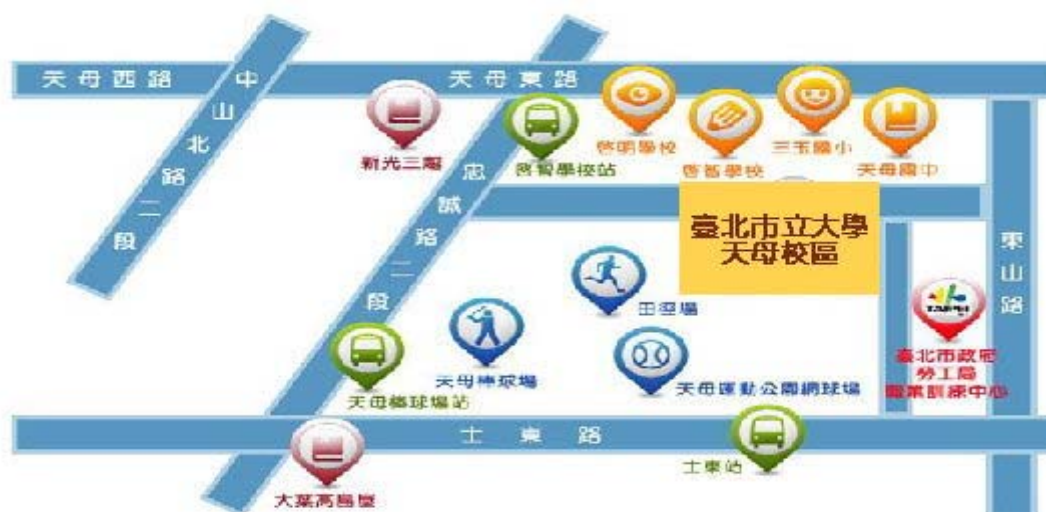 天母西路
中山北路二段
天母東路
新光三越
啓智學校站
啓明學校
啓智學校
三玉國小
天母國中
忠誠路二段
臺北市立大學
天母校區
東山路
田徑場
天母棒球場
天母棒球場站
天母運動公園網球場
臺北市政府
勞工局
職業訓練中心
士東路
士東站
大葉高島屋